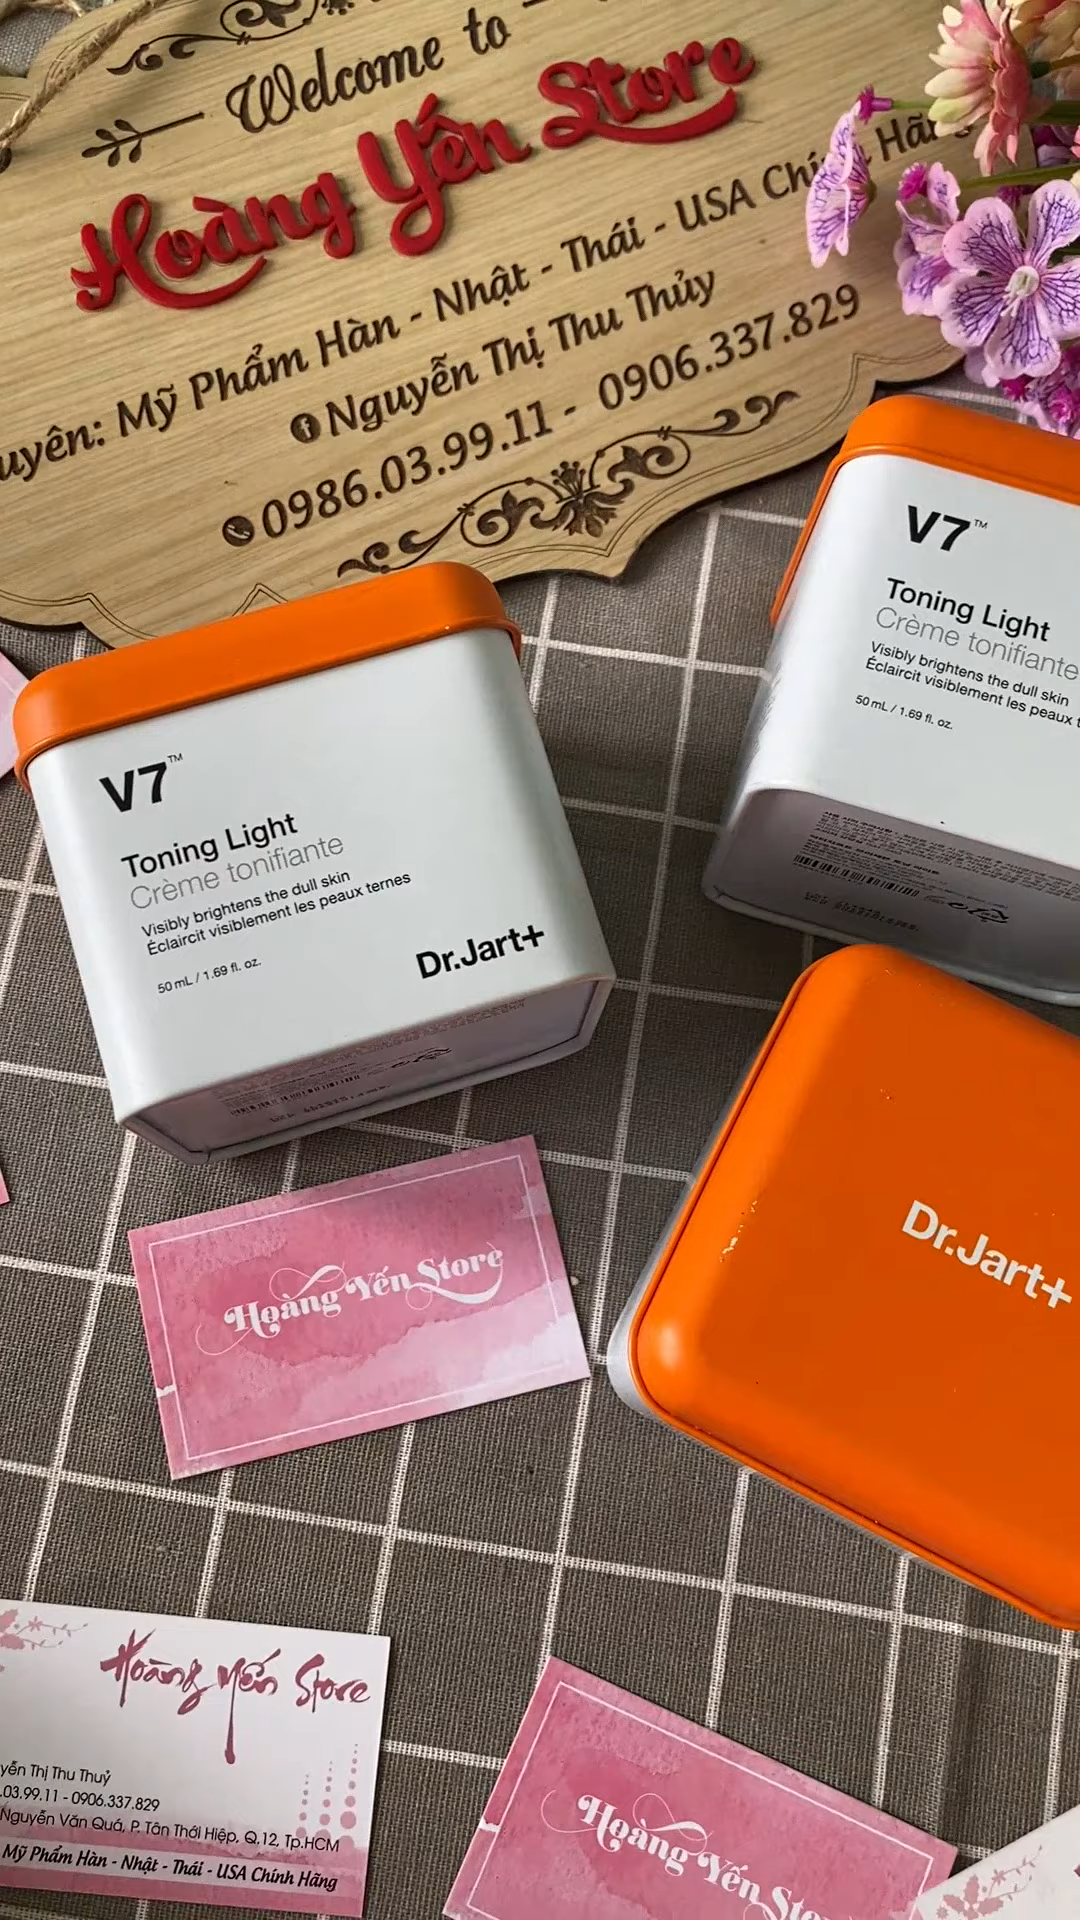 Welcome to
Hoàng Yến Store
uyên: Mỹ Phẩm Hàn - Nhật - Thái - USA Chính Hãng
Nguyễn Thị Thu Thủy
0986.03.99.11 - 0906.337.829
V7™
Toning Light
Crème tonifiante
Visibly brightens the dull skin
Éclaircit visiblement les peaux t
50 mL / 1.69 fl. oz.
V7™
Toning Light
Crème tonifiante
Visibly brightens the dull skin
Éclaircit visiblement les peaux ternes
50 mL / 1.69 fl. oz.
Dr.Jart+
Dr.Jart+
Hoàng Yến Store
Hoàng Yến Store
yễn Thị Thu Thuỷ
.03.99.11 - 0906.337.829
Nguyễn Văn Quá, P. Tân Thới Hiệp, Q.12, Tp.HCM
Mỹ Phẩm Hàn - Nhật - Thái - USA Chính Hãng
Hoàng Yến Sto